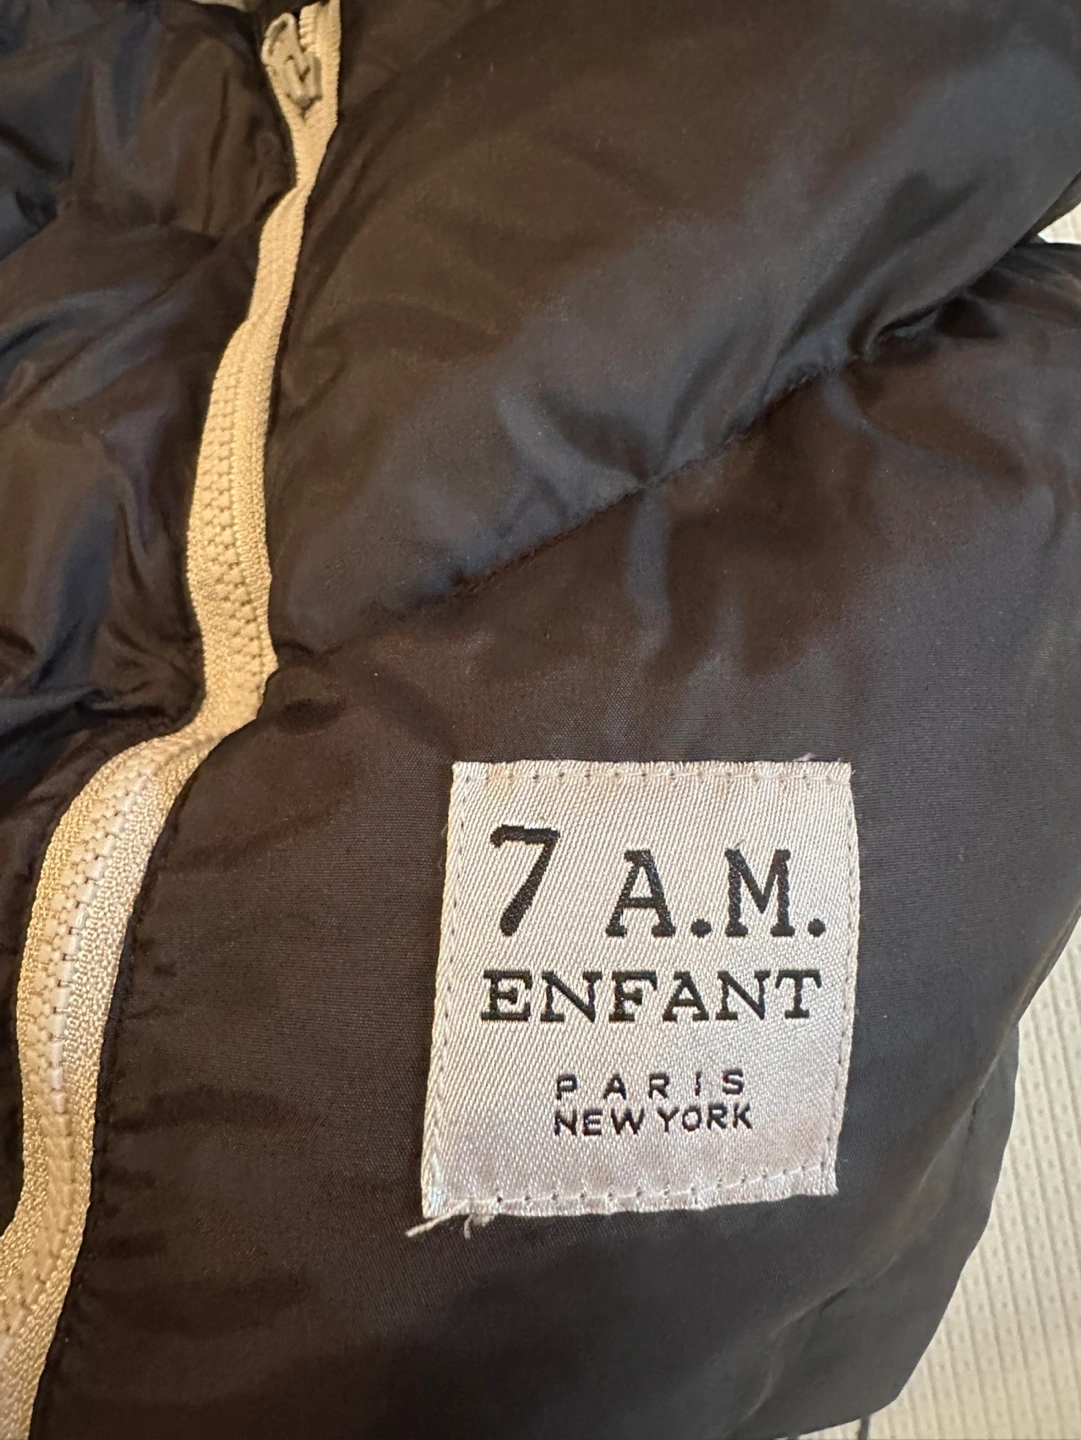 7 A.M.
ENFANT
PARIS
NEW YORK